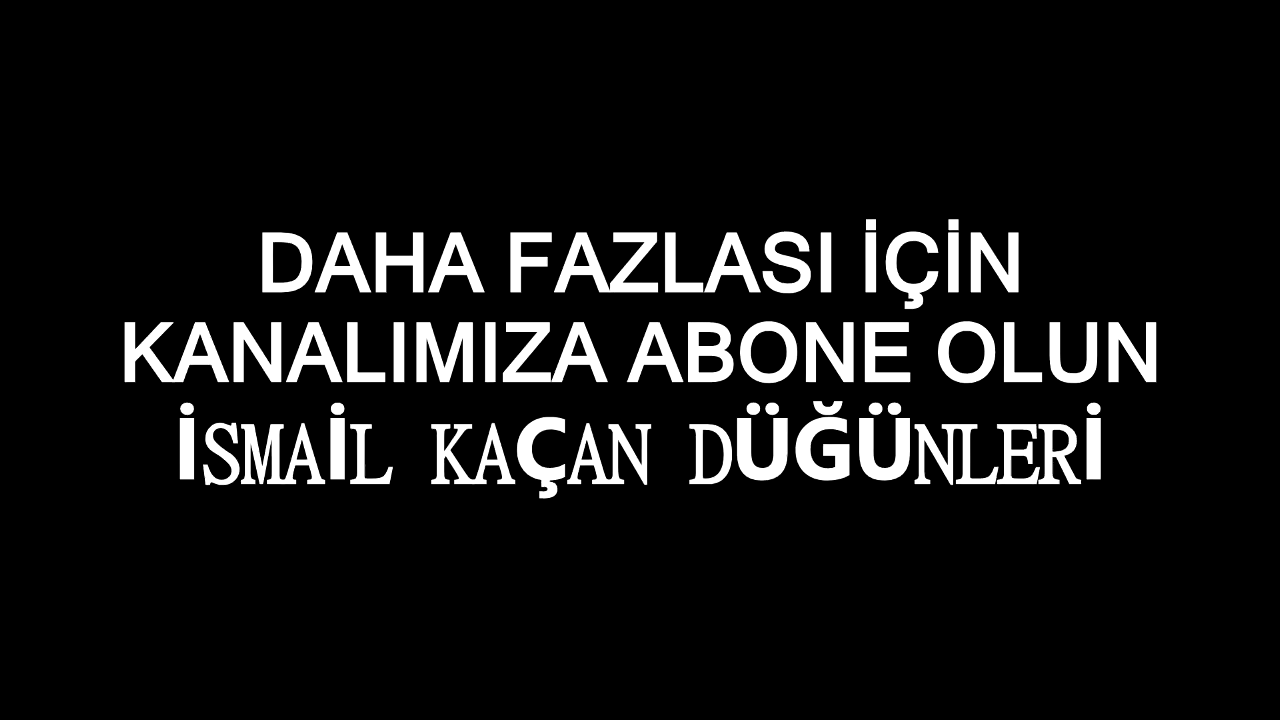 DAHA FAZLASI İÇİN
KANALIMIZA ABONE OLUN
İSMAİL KAÇAN DÜĞÜNLERİ